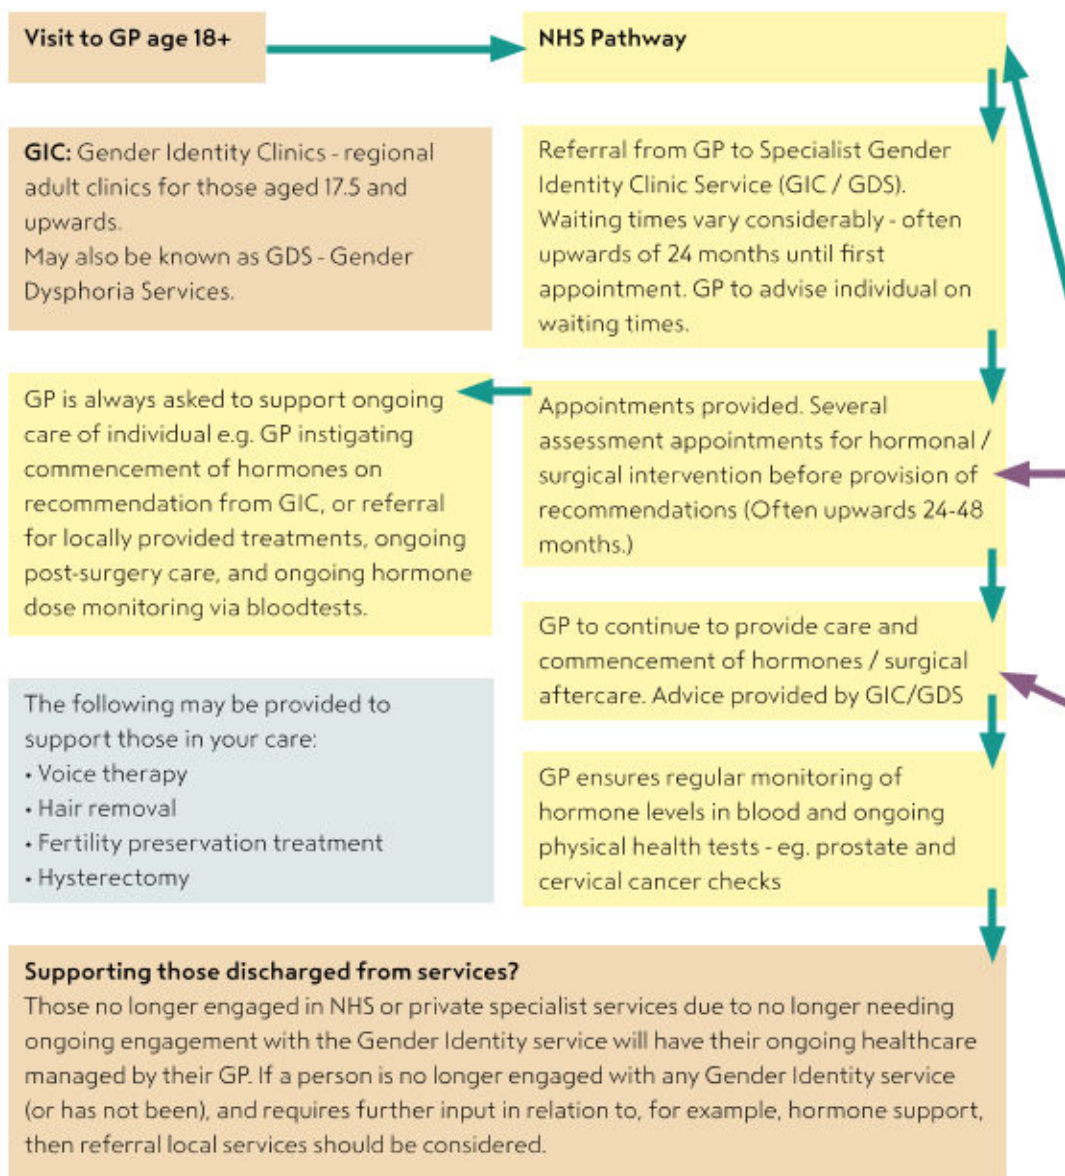 Visit to GP age 18+
NHS Pathway
GIC: Gender Identity Clinics - regional
adult clinics for those aged 17.5 and
upwards.
May also be known as GDS - Gender
Dysphoria Services.
Referral from GP to Specialist Gender
Identity Clinic Service (GIC / GDS).
Waiting times vary considerably - often
upwards of 24 months until first
appointment. GP to advise individual on
waiting times.
GP is always asked to support ongoing
care of individual e.g. GP instigating
commencement of hormones on
recommendation from GIC, or referral
for locally provided treatments, ongoing
post-surgery care, and ongoing hormone
dose monitoring via bloodtests.
Appointments provided. Several
assessment appointments for hormonal /
surgical intervention before provision of
recommendations (Often upwards 24-48
months.)
GP to continue to provide care and
commencement of hormones / surgical
aftercare. Advice provided by GIC/GDS
The following may be provided to
support those in your care:
• Voice therapy
• Hair removal
• Fertility preservation treatment
• Hysterectomy
GP ensures regular monitoring of
hormone levels in blood and ongoing
physical health tests - eg. prostate and
cervical cancer checks
Supporting those discharged from services?
Those no longer engaged in NHS or private specialist services due to no longer needing
ongoing engagement with the Gender Identity service will have their ongoing healthcare
managed by their GP. If a person is no longer engaged with any Gender Identity service
(or has not been), and requires further input in relation to, for example, hormone support,
then referral local services should be considered.